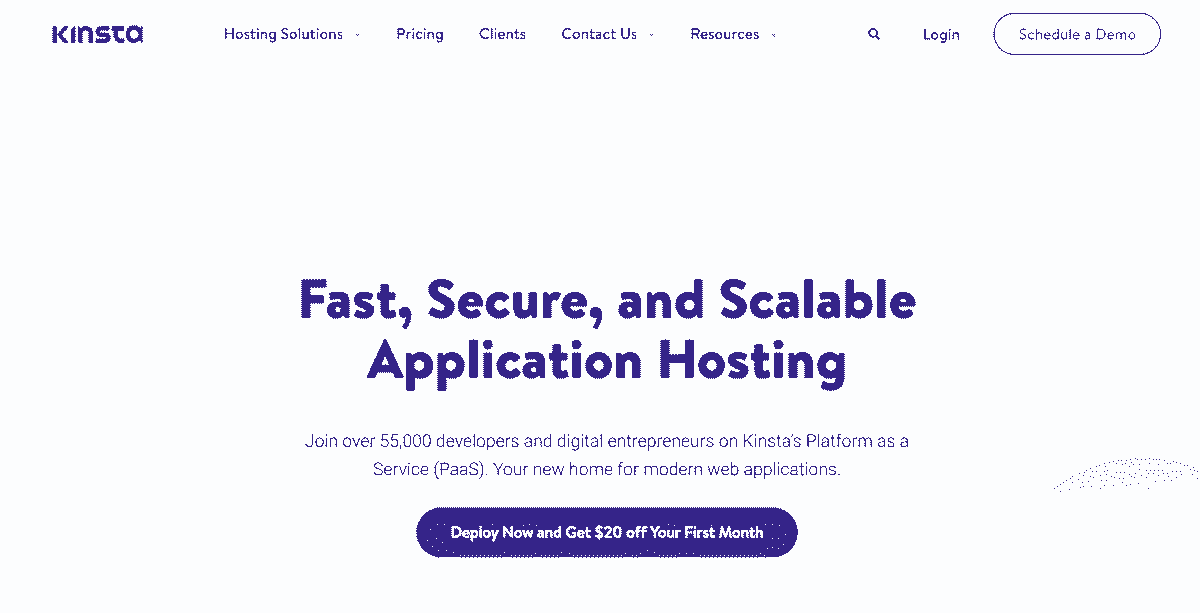 Kinsta Hosting Solutions Pricing Clients Contact Us Resources Login Schedule a Demo
Fast, Secure, and Scalable
Application Hosting
Join over 55,000 developers and digital entrepreneurs on Kinsta's Platform as a
Service (PaaS). Your new home for modern web applications.
Deploy Now and Get $20 off Your First Month